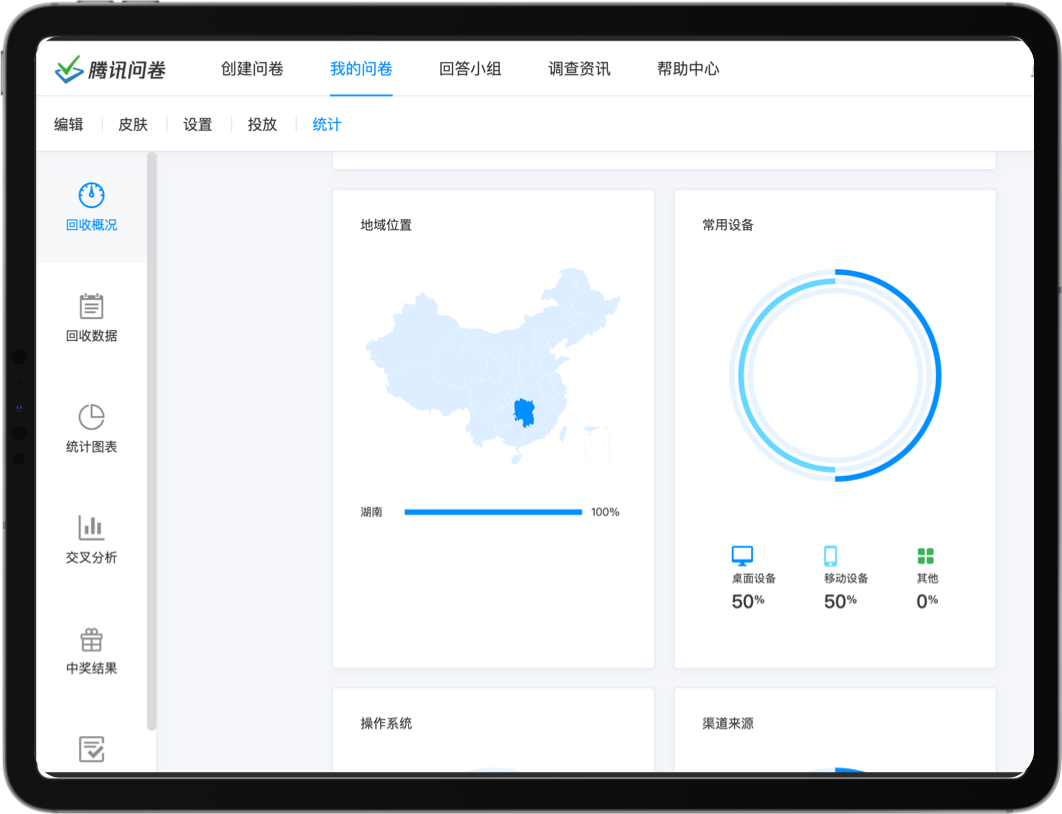 腾讯问卷
创建问卷
我的问卷
回答小组
调查资讯
帮助中心
编辑
皮肤
设置
投放
统计
回收概况
回收数据
统计图表
交叉分析
中奖结果
地域位置
湖南
100%
常用设备
桌面设备
移动设备
其他
50%
50%
0%
操作系统
渠道来源